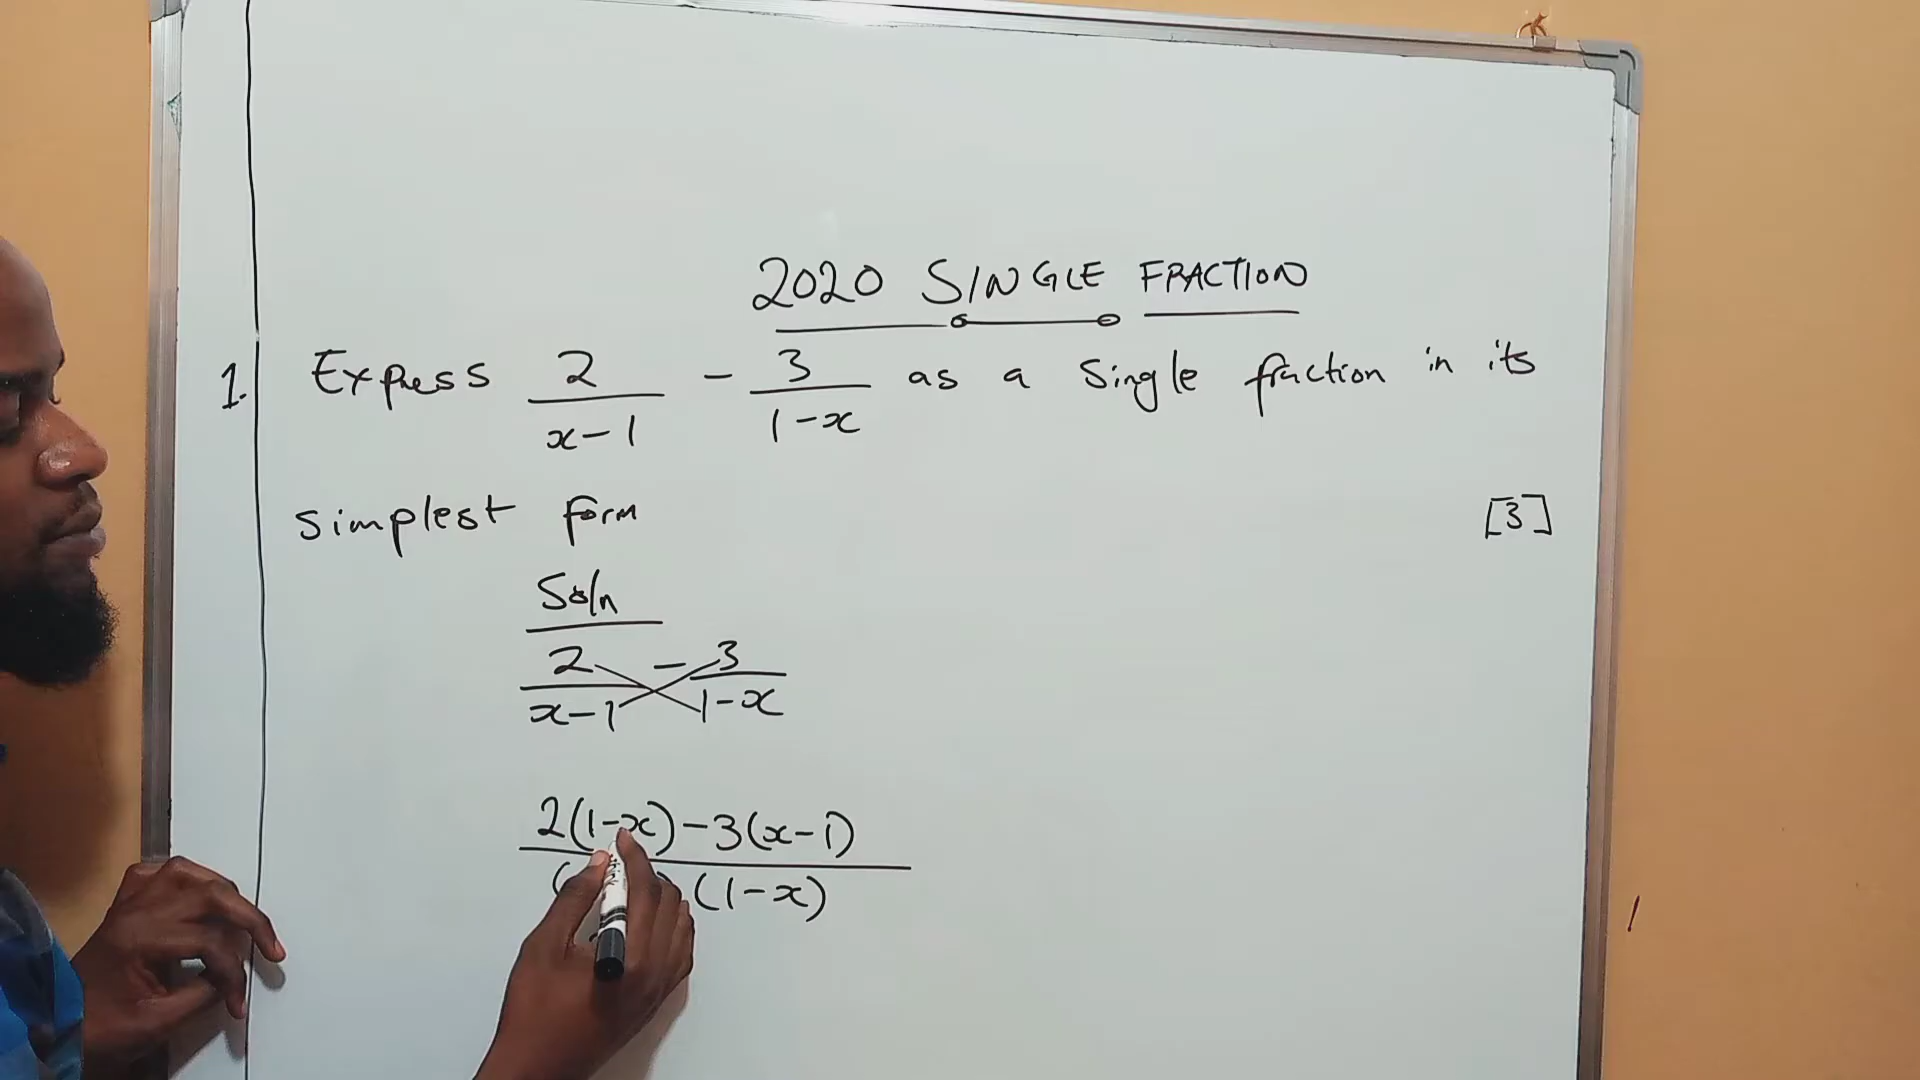 2020 SINGLE FRACTION
1. Express 2/(x-1) - 3/(1-x) as a single fraction in its
simplest form [3]
Soln
2/(x-1) - 3/(1-x)
2(1-x)-3(x-1)
(1-x)